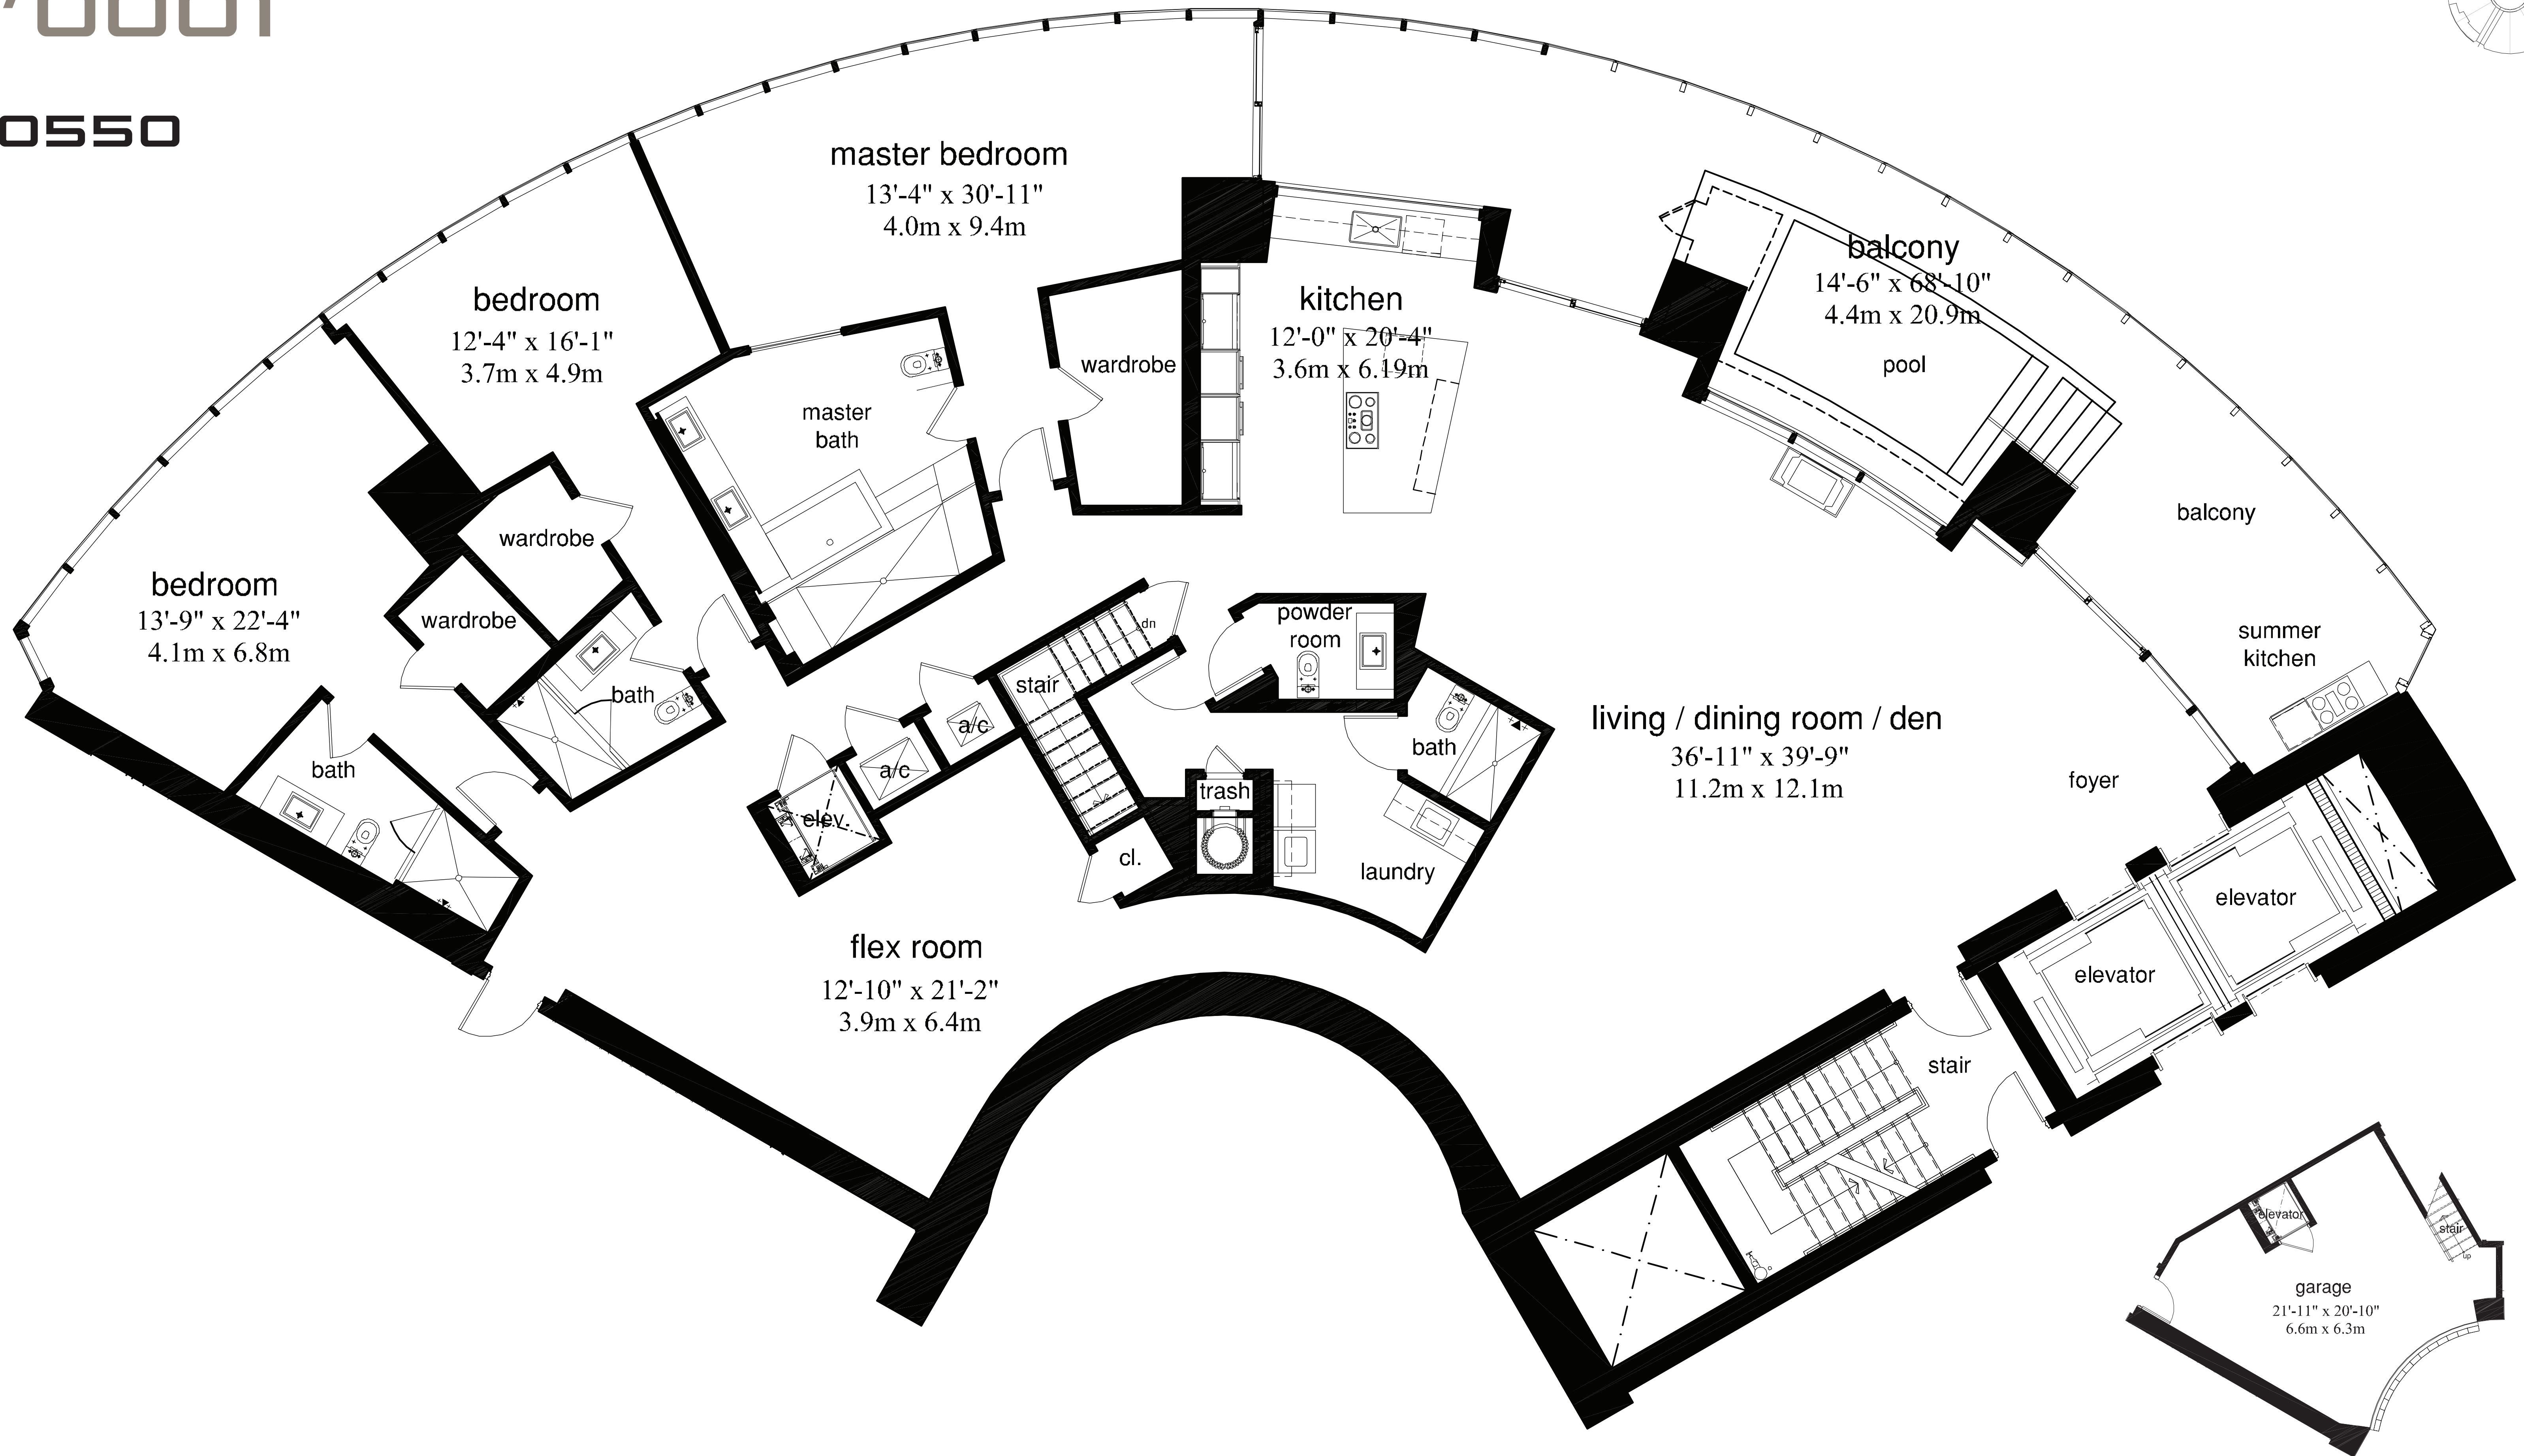 0550
master bedroom
13'-4" x 30'-11"
4.0m x 9.4m
bedroom
12'-4" x 16'-1"
3.7m x 4.9m
kitchen
12'-0" x 20'-4"
3.6m x 6.19m
balcony
14'-6" x 68'-10"
4.4m x 20.9m
pool
wardrobe
master
bath
wardrobe
balcony
bedroom
13'-9" x 22'-4"
4.1m x 6.8m
wardrobe
bath
bath
stair
dn
powder
room
a/c
a/c
elev.
bath
trash
cl.
laundry
living / dining room / den
36'-11" x 39'-9"
11.2m x 12.1m
summer
kitchen
foyer
elevator
elevator
flex room
12'-10" x 21'-2"
3.9m x 6.4m
stair
elevator
stair
up
garage
21'-11" x 20'-10"
6.6m x 6.3m